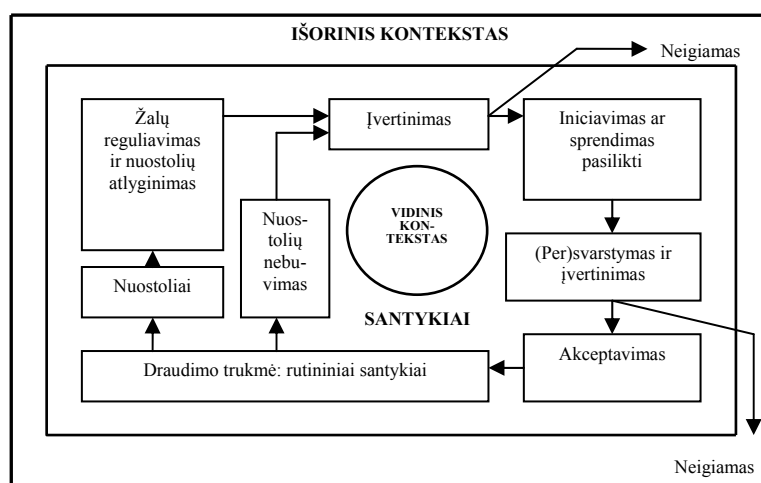 IŠORINIS KONTEKSTAS
Neigiamas
Žalų
reguliavimas
ir nuostolių
atlyginimas
Įvertinimas
Iniciavimas ar
sprendimas
pasilikti
VIDINIS
KON-
TEKSTAS
Nuos-
tolių
nebu-
vimas
(Per)svarstymas ir
įvertinimas
Nuostoliai
SANTYKIAI
Draudimo trukmė: rutininiai santykiai
Akceptavimas
Neigiamas